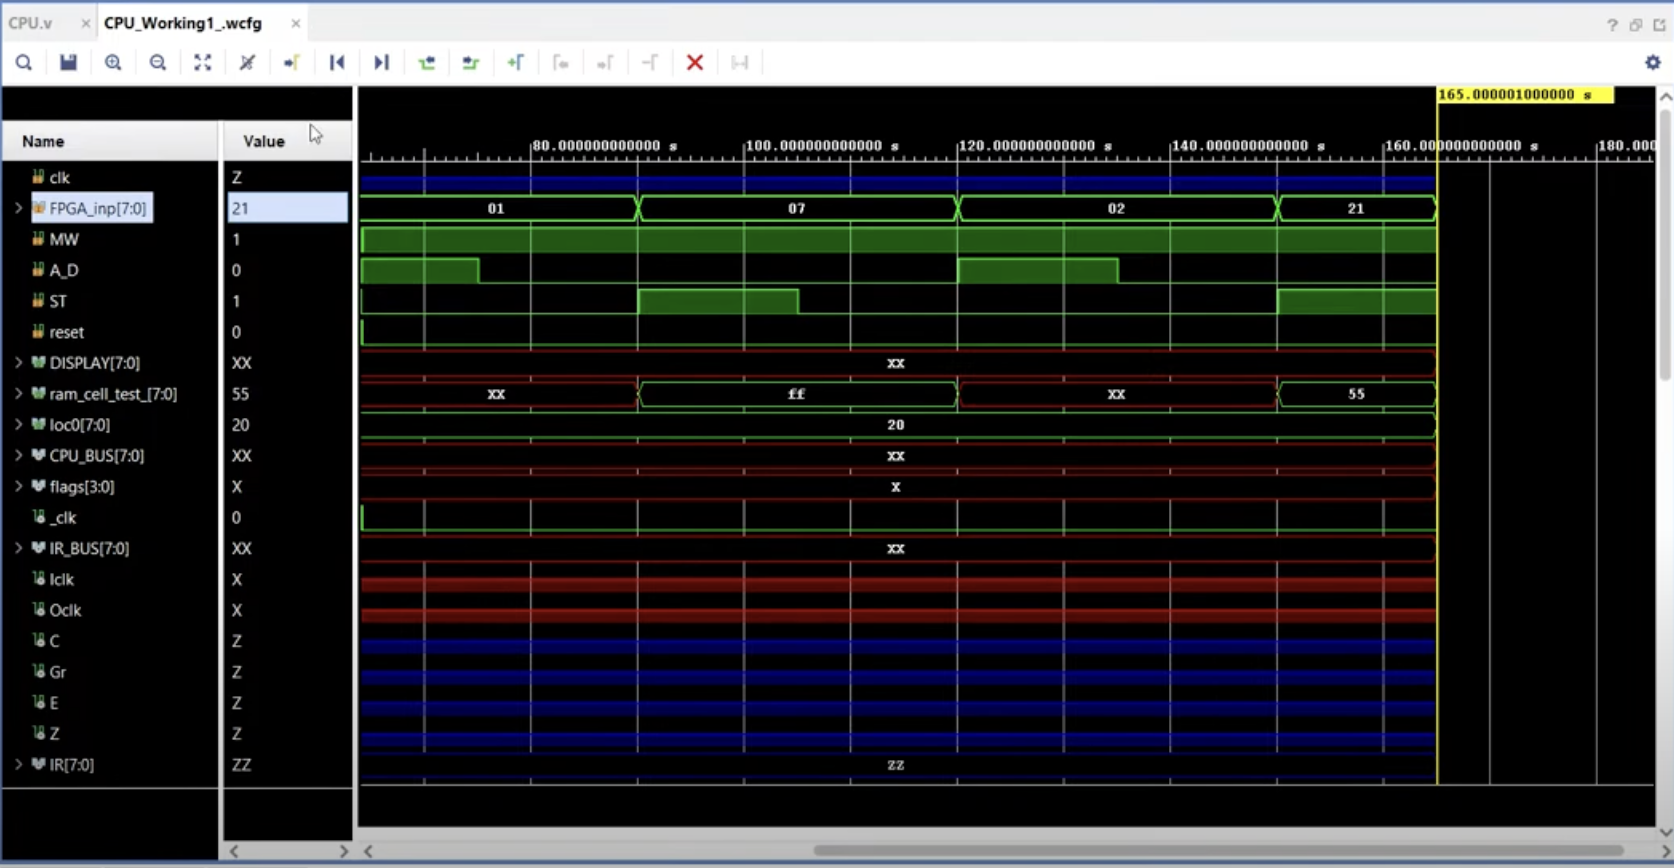 CPU.v × CPU_Working1_.wcfg × ?
165.000001000000 s
Name Value
80.000000000000 s 100.000000000000 s 120.000000000000 s 140.000000000000 s 160.000000000000 s 180.000
clk Z
FPGA_inp[7:0] 21 01 07 02 21
MW 1
A_D 0
ST 1
reset 0
DISPLAY[7:0] XX XX
ram_cell_test_[7:0] 55 XX ff XX 55
loc0[7:0] 20 20
CPU_BUS[7:0] XX XX
flags[3:0] X X
_clk 0
IR_BUS[7:0] XX XX
Iclk X
Oclk X
C Z
Gr Z
E Z
Z Z
IR[7:0] ZZ ZZ